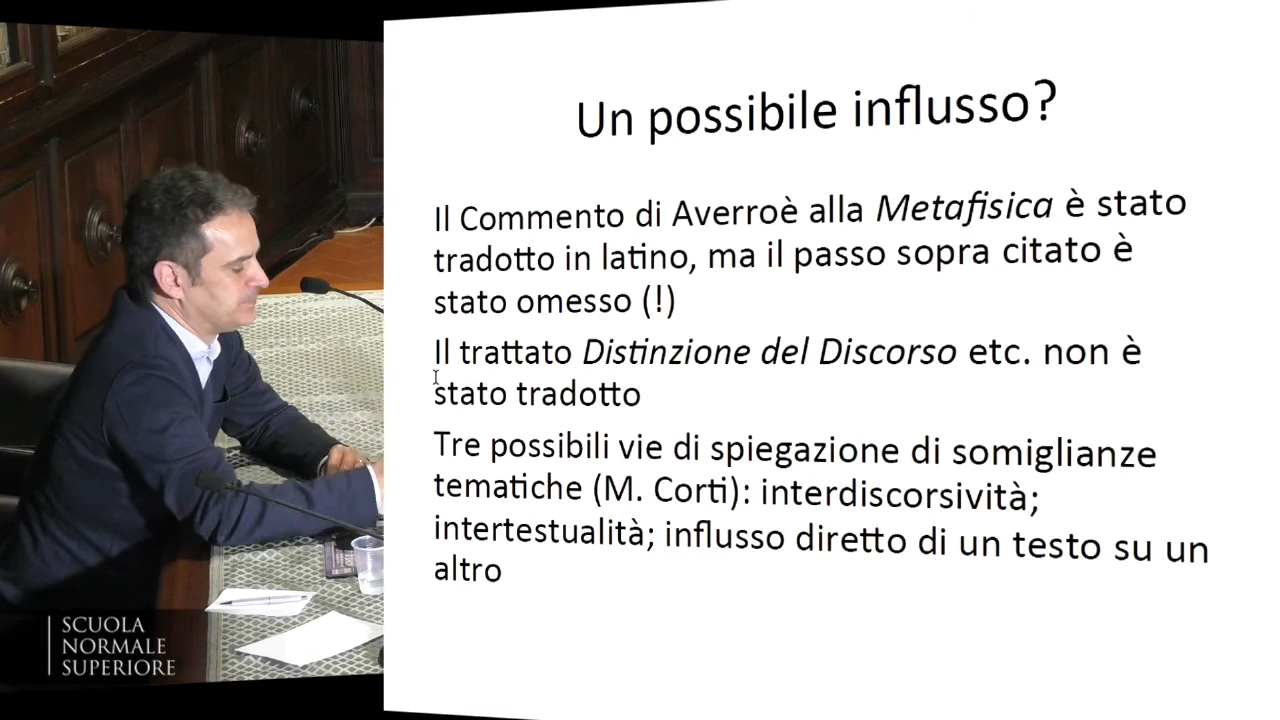 Un possibile influsso?
Il Commento di Averroè alla Metafisica è stato
tradotto in latino, ma il passo sopra citato è
stato omesso (!)
Il trattato Distinzione del Discorso etc. non è
stato tradotto
Tre possibili vie di spiegazione di somiglianze
tematiche (M. Corti): interdiscorsività;
intertestualità; influsso diretto di un testo su un
altro
SCUOLA
NORMALE
SUPERIORE